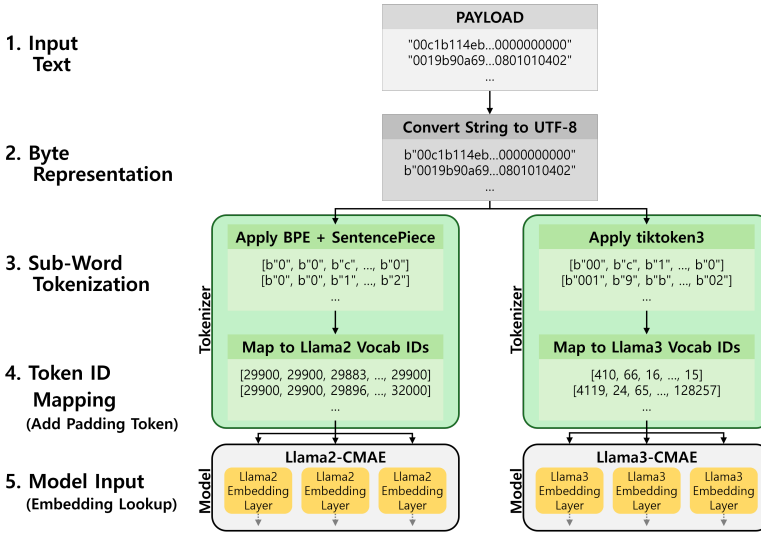 PAYLOAD
"00c1b114eb...0000000000"
"0019b90a69...0801010402"
...
1. Input
Text
Convert String to UTF-8
b"00c1b114eb...0000000000"
b"0019b90a69...0801010402"
...
2. Byte
Representation
3. Sub-Word
Tokenization
Tokenizer
Apply BPE + SentencePiece
[b"0", b"0", b"c", ..., b"0"]
[b"0", b"0", b"1", ..., b"2"]
...
Tokenizer
Apply tiktoken3
[b"00", b"c", b"1", ..., b"0"]
[b"001", b"9", b"b", ..., b"02"]
...
4. Token ID
Mapping
(Add Padding Token)
Map to Llama2 Vocab IDs
[29900, 29900, 29883, ..., 29900]
[29900, 29900, 29896, ..., 32000]
...
Map to Llama3 Vocab IDs
[410, 66, 16, ..., 15]
[4119, 24, 65, ..., 128257]
...
5. Model Input
(Embedding Lookup)
Model
Llama2-CMAE
Llama2
Embedding
Layer
Llama2
Embedding
Layer
Llama2
Embedding
Layer
Model
Llama3-CMAE
Llama3
Embedding
Layer
Llama3
Embedding
Layer
Llama3
Embedding
Layer